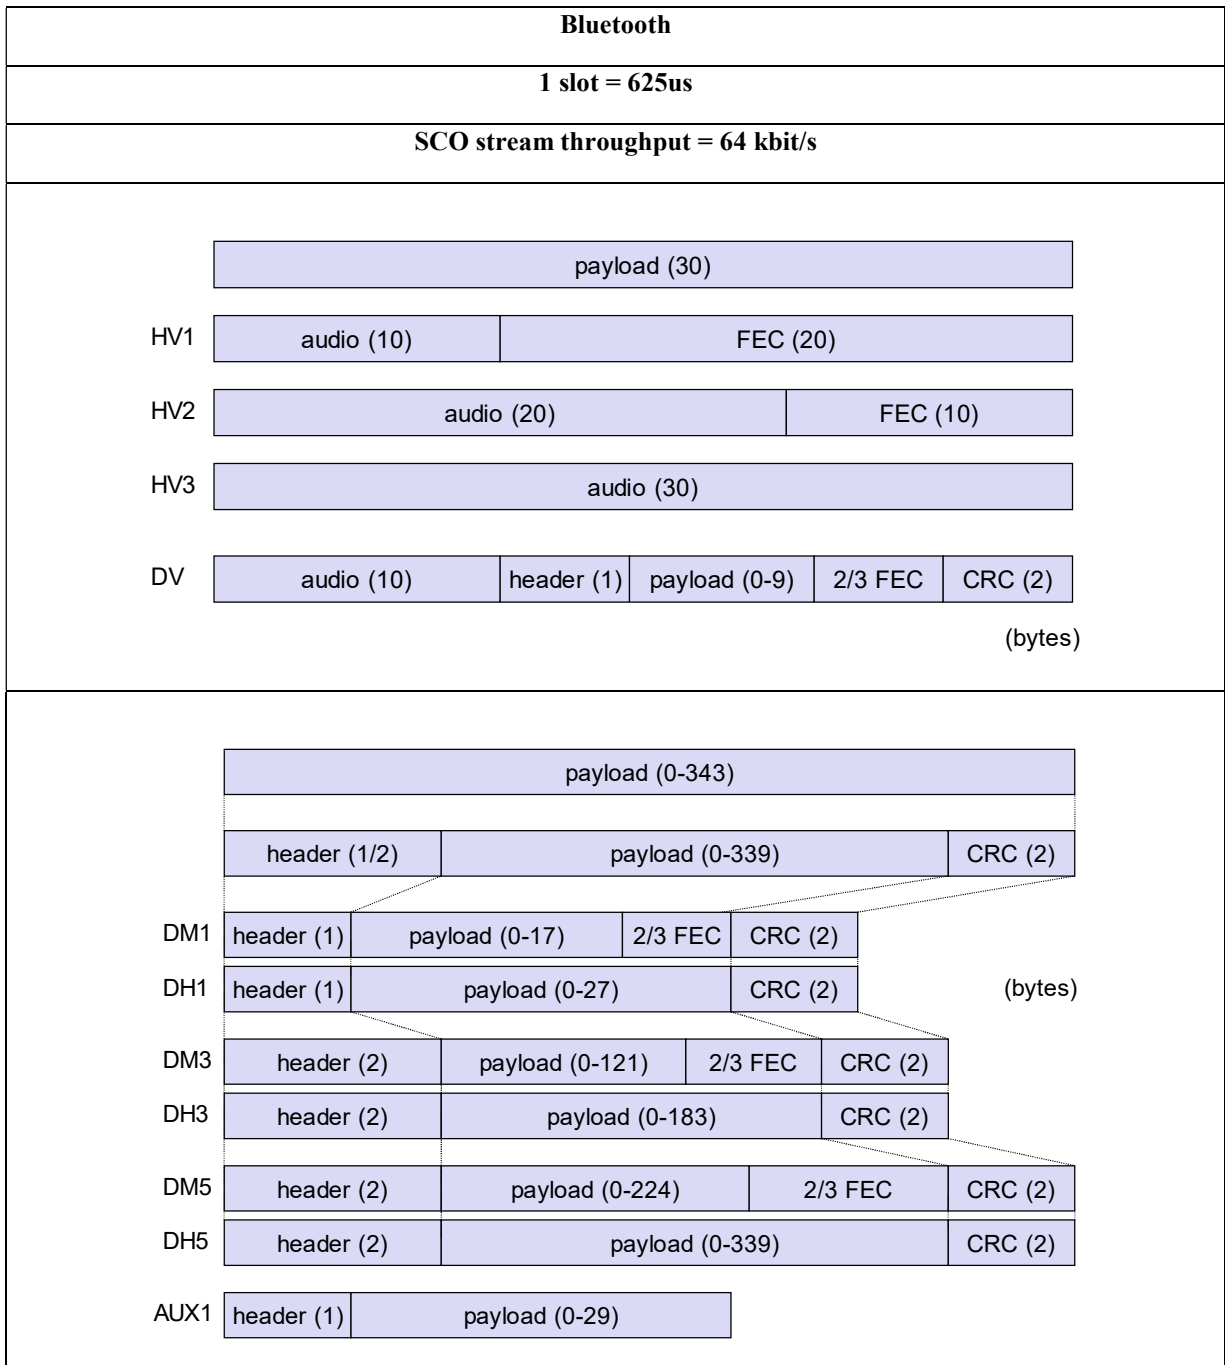 Bluetooth
1 slot = 625us
SCO stream throughput = 64 kbit/s
payload (30)
HV1 audio (10) FEC (20)
HV2 audio (20) FEC (10)
HV3 audio (30)
DV audio (10) header (1) payload (0-9) 2/3 FEC CRC (2)
(bytes)
payload (0-343)
header (1/2) payload (0-339) CRC (2)
DM1 header (1) payload (0-17) 2/3 FEC CRC (2)
DH1 header (1) payload (0-27) CRC (2) (bytes)
DM3 header (2) payload (0-121) 2/3 FEC CRC (2)
DH3 header (2) payload (0-183) CRC (2)
DM5 header (2) payload (0-224) 2/3 FEC CRC (2)
DH5 header (2) payload (0-339) CRC (2)
AUX1 header (1) payload (0-29)